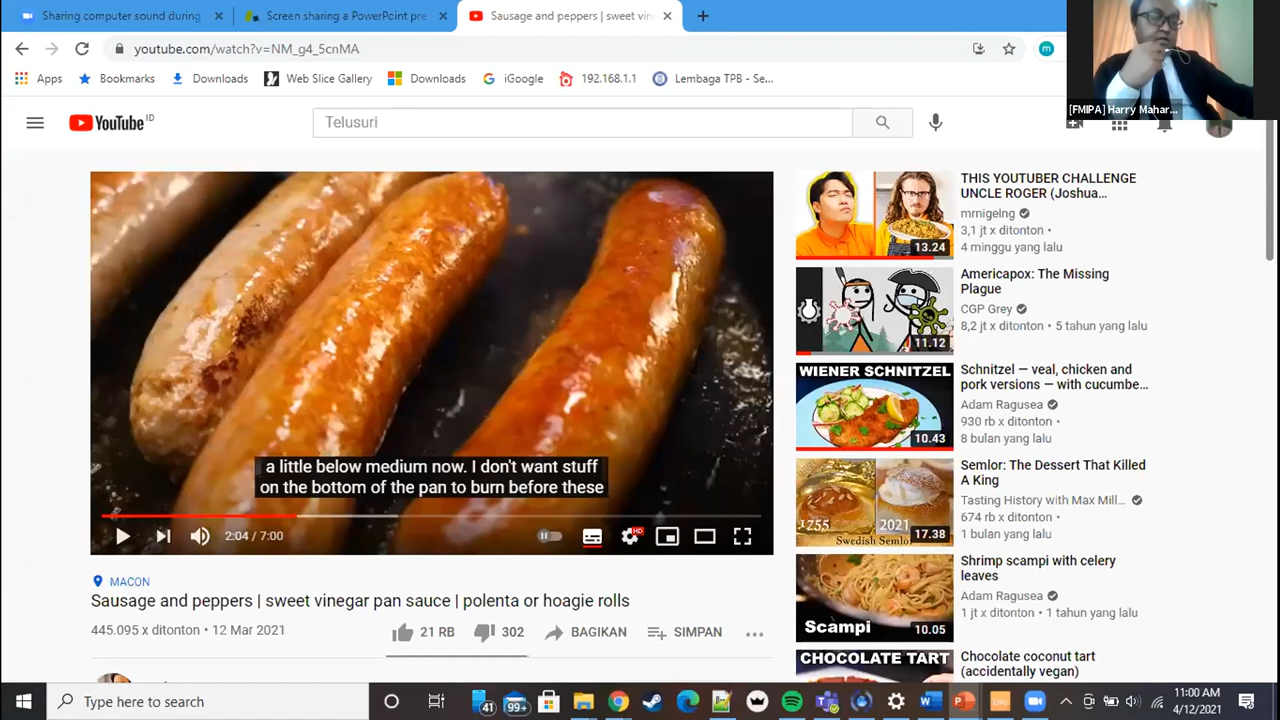 Sharing computer sound during
Screen sharing a PowerPoint pre
Sausage and peppers | sweet vin
youtube.com/watch?v=NM_g4_5cnMA
m
Apps
Bookmarks
Downloads
Web Slice Gallery
Downloads
iGoogle
192.168.1.1
Lembaga TPB - Se...
[FMIPA] Harry Mahar...
YouTube ID
Telusuri
a little below medium now. I don't want stuff
on the bottom of the pan to burn before these
2:04 / 7:00
HD
MACON
Sausage and peppers | sweet vinegar pan sauce | polenta or hoagie rolls
445.095 x ditonton • 12 Mar 2021
21 RB
302
BAGIKAN
SIMPAN
13.24
THIS YOUTUBER CHALLENGE
UNCLE ROGER (Joshua...
mrnigelng
3,1 jt x ditonton •
4 minggu yang lalu
11.12
Americapox: The Missing
Plague
CGP Grey
8,2 jt x ditonton • 5 tahun yang lalu
WIENER SCHNITZEL
10.43
Schnitzel — veal, chicken and
pork versions — with cucumbe...
Adam Ragusea
930 rb x ditonton •
8 bulan yang lalu
1755
2021
Swedish Semlor
17.38
Semlor: The Dessert That Killed
A King
Tasting History with Max Mill...
674 rb x ditonton •
1 bulan yang lalu
Scampi
10.05
Shrimp scampi with celery
leaves
Adam Ragusea
1 jt x ditonton • 1 tahun yang lalu
CHOCOLATE TART
Chocolate coconut tart
(accidentally vegan)
Type here to search
41
99+
11:00 AM
4/12/2021